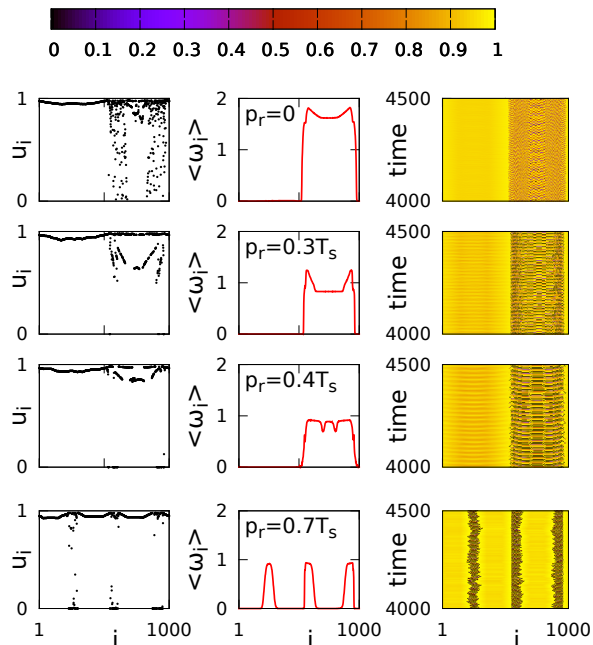 0 0.1 0.2 0.3 0.4 0.5 0.6 0.7 0.8 0.9 1
1 2 4500
u_i <ω_i> p_r=0 1 time
0 0 4000
1 2 4500
u_i <ω_i> p_r=0.3T_s 1 time
0 0 4000
1 2 4500
u_i <ω_i> p_r=0.4T_s 1 time
0 0 4000
1 2 4500
u_i <ω_i> p_r=0.7T_s 1 time
0 0 4000
1 i 1000 1 i 1000 1 i 1000